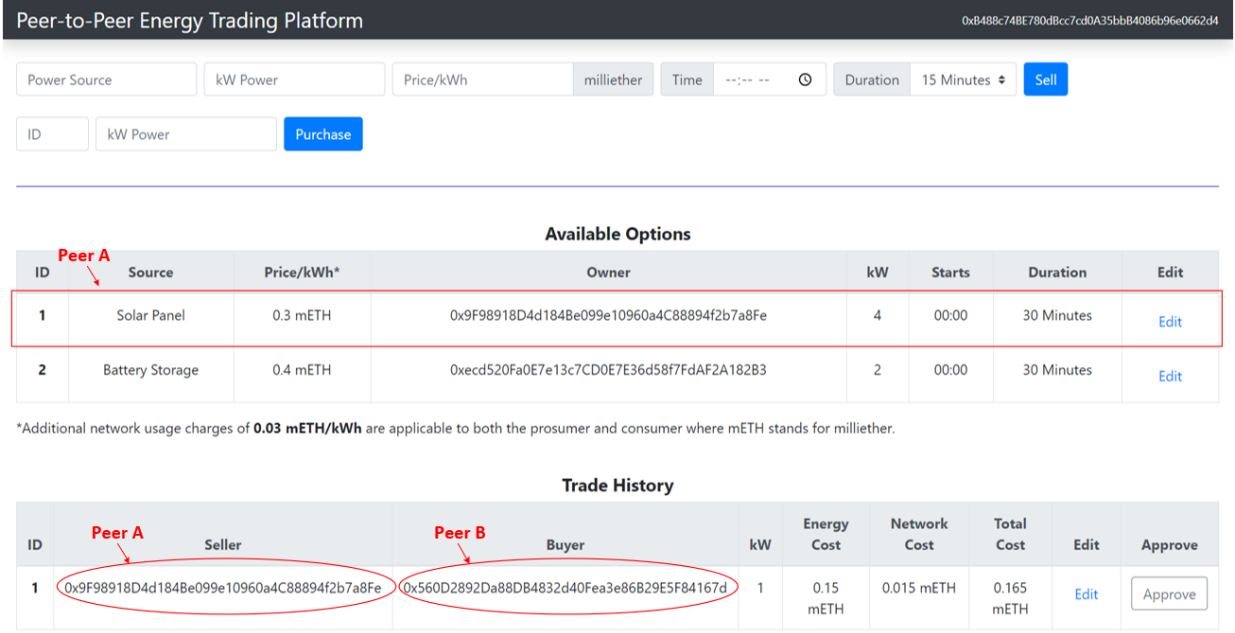 Peer-to-Peer Energy Trading Platform 0xB488c74BE780dBcc7cd0A35bbB4086b96e0662d4
Power Source kW Power Price/kWh milliether Time --:-- -- Duration 15 Minutes Sell
ID kW Power Purchase
Available Options
Peer A
ID Source Price/kWh* Owner kW Starts Duration Edit
1 Solar Panel 0.3 mETH 0x9F98918D4d184Be099e10960a4C88894f2b7a8Fe 4 00:00 30 Minutes Edit
2 Battery Storage 0.4 mETH 0xecd520Fa0E7e13c7CD0E7E36d58f7FdAF2A182B3 2 00:00 30 Minutes Edit
*Additional network usage charges of 0.03 mETH/kWh are applicable to both the prosumer and consumer where mETH stands for milliether.
Trade History
Peer A Peer B
ID Seller Buyer kW Energy Cost Network Cost Total Cost Edit Approve
1 0x9F98918D4d184Be099e10960a4C88894f2b7a8Fe 0x560D2892Da88DB4832d40Fea3e86B29E5F84167d 1 0.15 mETH 0.015 mETH 0.165 mETH Edit Approve